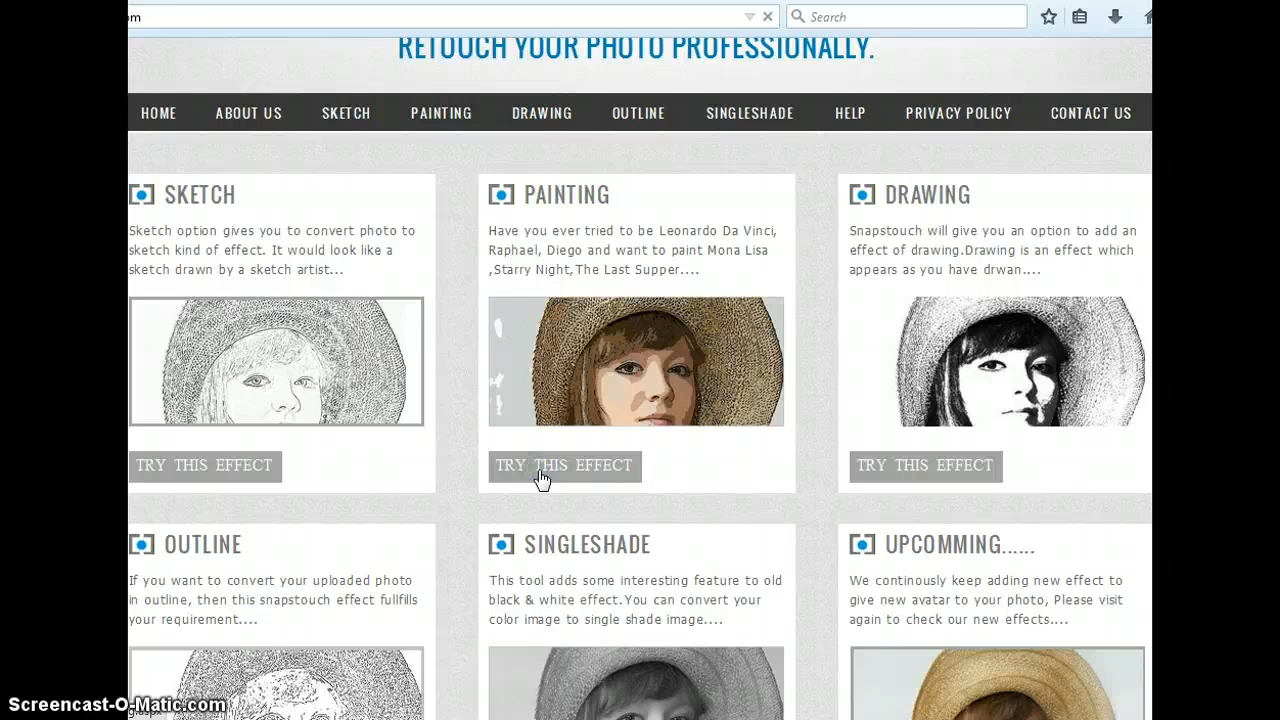 om
Search
RETOUCH YOUR PHOTO PROFESSIONALLY.
HOME ABOUT US SKETCH PAINTING DRAWING OUTLINE SINGLESHADE HELP PRIVACY POLICY CONTACT US
SKETCH
Sketch option gives you to convert photo to
sketch kind of effect. It would look like a
sketch drawn by a sketch artist...
TRY THIS EFFECT
PAINTING
Have you ever tried to be Leonardo Da Vinci,
Raphael, Diego and want to paint Mona Lisa
,Starry Night,The Last Supper....
TRY THIS EFFECT
DRAWING
Snapstouch will give you an option to add an
effect of drawing.Drawing is an effect which
appears as you have drwan....
TRY THIS EFFECT
OUTLINE
If you want to convert your uploaded photo
in outline, then this snapstouch effect fullfills
your requirement....
SINGLESHADE
This tool adds some interesting feature to old
black & white effect.You can convert your
color image to single shade image....
UPCOMMING......
We continously keep adding new effect to
give new avatar to your photo, Please visit
again to check our new effects....
Screencast-O-Matic.com